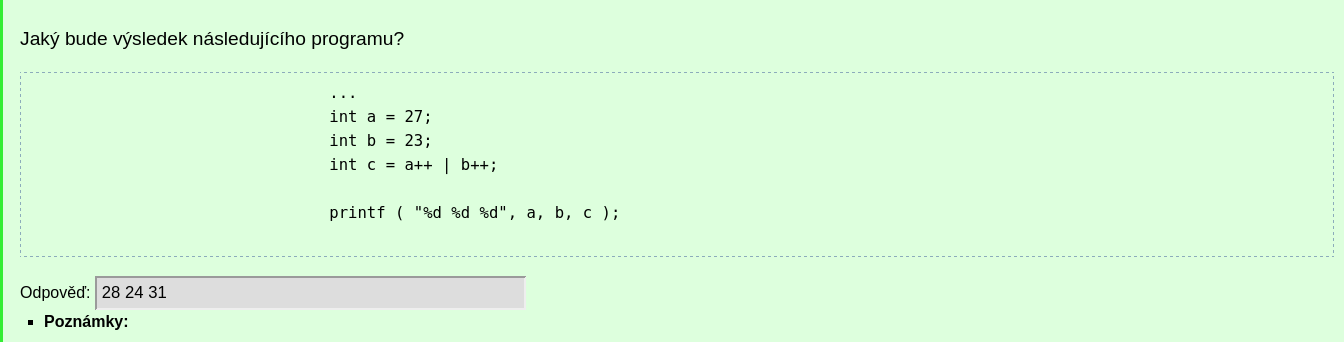 Jaký bude výsledek následujícího programu?
...
int a = 27;
int b = 23;
int c = a++ | b++;
printf ( "%d %d %d", a, b, c );
Odpověď: 28 24 31
Poznámky: